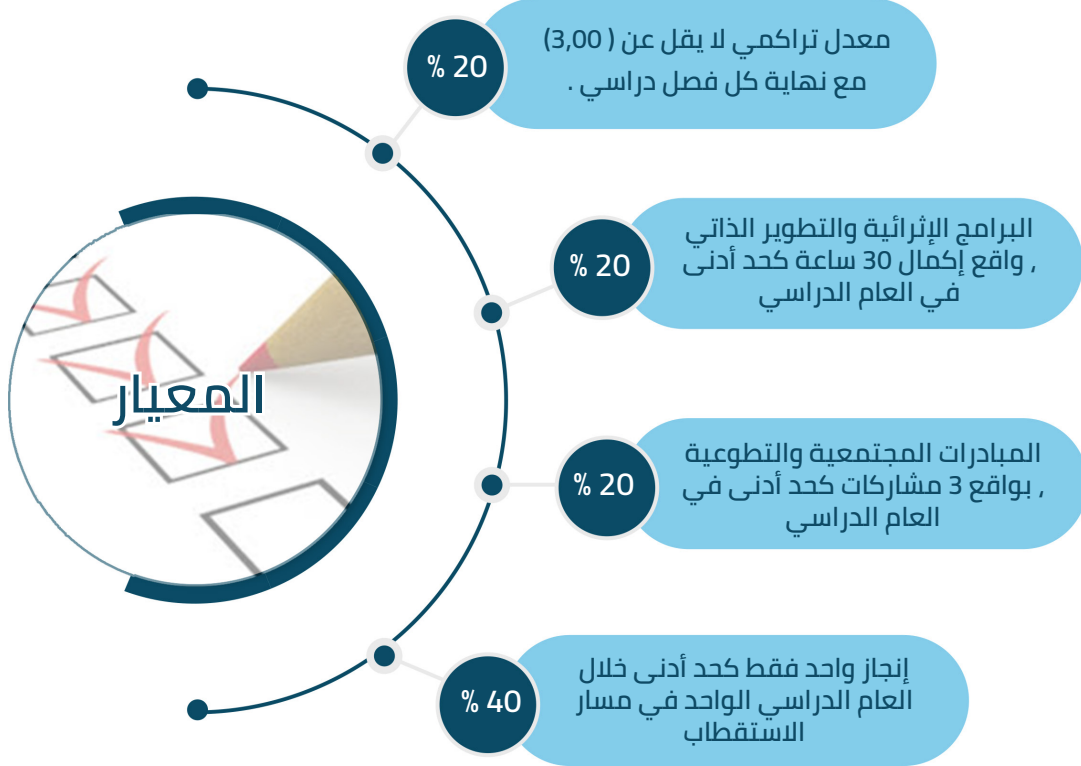 معدل تراكمي لا يقل عن ( 3,00)
مع نهاية كل فصل دراسي .
% 20
البرامج الإثرائية والتطوير الذاتي
, واقع إكمال 30 ساعة كحد أدنى
في العام الدراسي
% 20
المعيار
المبادرات المجتمعية والتطوعية
, بواقع 3 مشاركات كحد أدنى في
العام الدراسي
% 20
إنجاز واحد فقط كحد أدنى خلال
العام الدراسي الواحد في مسار
الاستقطاب
% 40